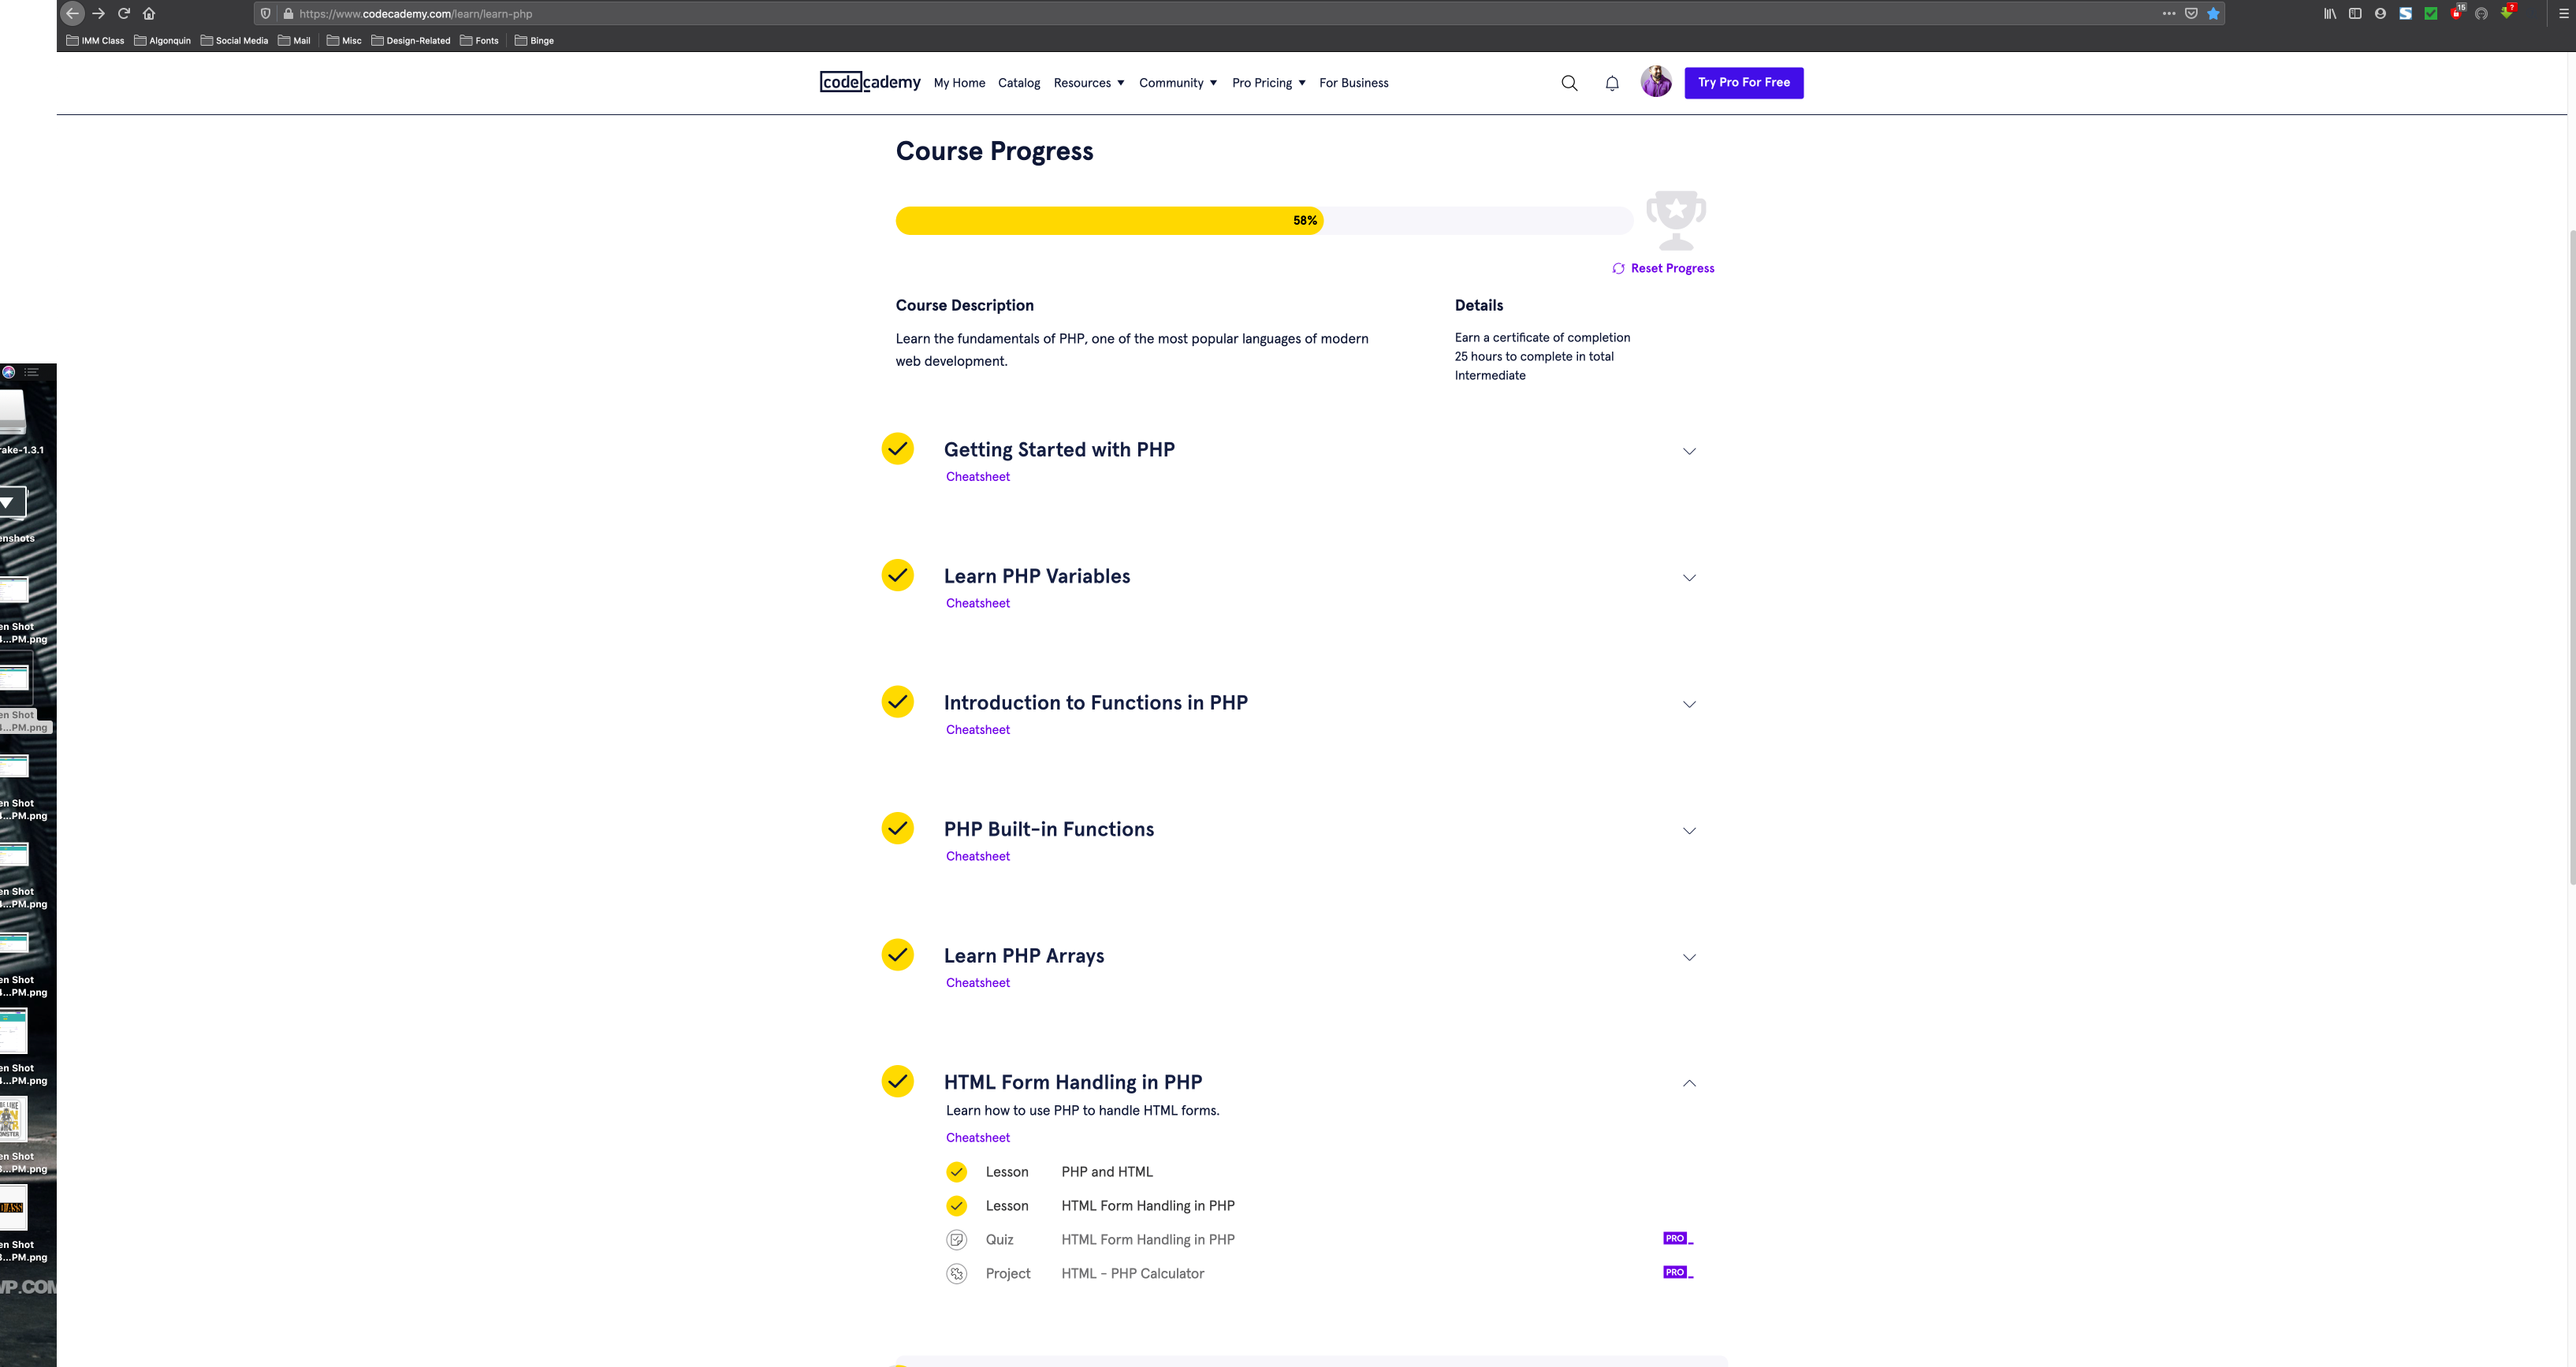 https://www.codecademy.com/learn/learn-php
15
?
IMM Class Algonquin Social Media Mail Misc Design-Related Fonts Binge
codecademy My Home Catalog Resources Community Pro Pricing For Business Try Pro For Free
Course Progress
58%
Reset Progress
Course Description
Learn the fundamentals of PHP, one of the most popular languages of modern
web development.
Details
Earn a certificate of completion
25 hours to complete in total
Intermediate
Getting Started with PHP
Cheatsheet
Learn PHP Variables
Cheatsheet
Introduction to Functions in PHP
Cheatsheet
PHP Built-in Functions
Cheatsheet
Learn PHP Arrays
Cheatsheet
HTML Form Handling in PHP
Learn how to use PHP to handle HTML forms.
Cheatsheet
Lesson PHP and HTML
Lesson HTML Form Handling in PHP
Quiz HTML Form Handling in PHP PRO
Project HTML - PHP Calculator PRO
rake-1.3.1
enshots
en Shot
...PM.png
en Shot
...PM.png
en Shot
...PM.png
en Shot
...PM.png
en Shot
...PM.png
en Shot
...PM.png
en Shot
...PM.png
en Shot
...PM.png